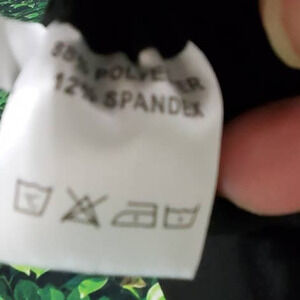 88% POLYESTER
12% SPANDEX